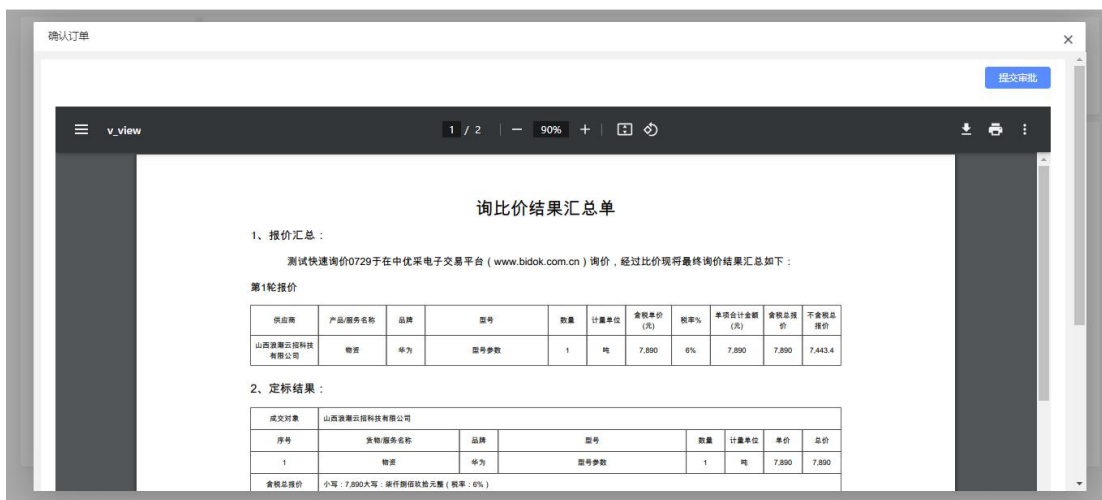 确认订单
×
提交审批
v_view
1 / 2 | − 90% + |
询比价结果汇总单
1、报价汇总：
测试快速询价0729于在中优采电子交易平台（www.bidok.com.cn）询价，经过比价现将最终询价结果汇总如下：
第1轮报价
供应商 产品/服务名称 品牌 型号 数量 计量单位 含税单价（元） 税率% 单项合计金额（元） 含税总报价 不含税总报价
山西浪潮云招科技有限公司 物资 华为 型号参数 1 吨 7,890 6% 7,890 7,890 7,443.4
2、定标结果：
成交对象 山西浪潮云招科技有限公司
序号 货物/服务名称 品牌 型号 数量 计量单位 单价 总价
1 物资 华为 型号参数 1 吨 7,890 7,890
含税总报价 小写：7,890大写：柒仟捌佰玖拾元整（税率：6%）